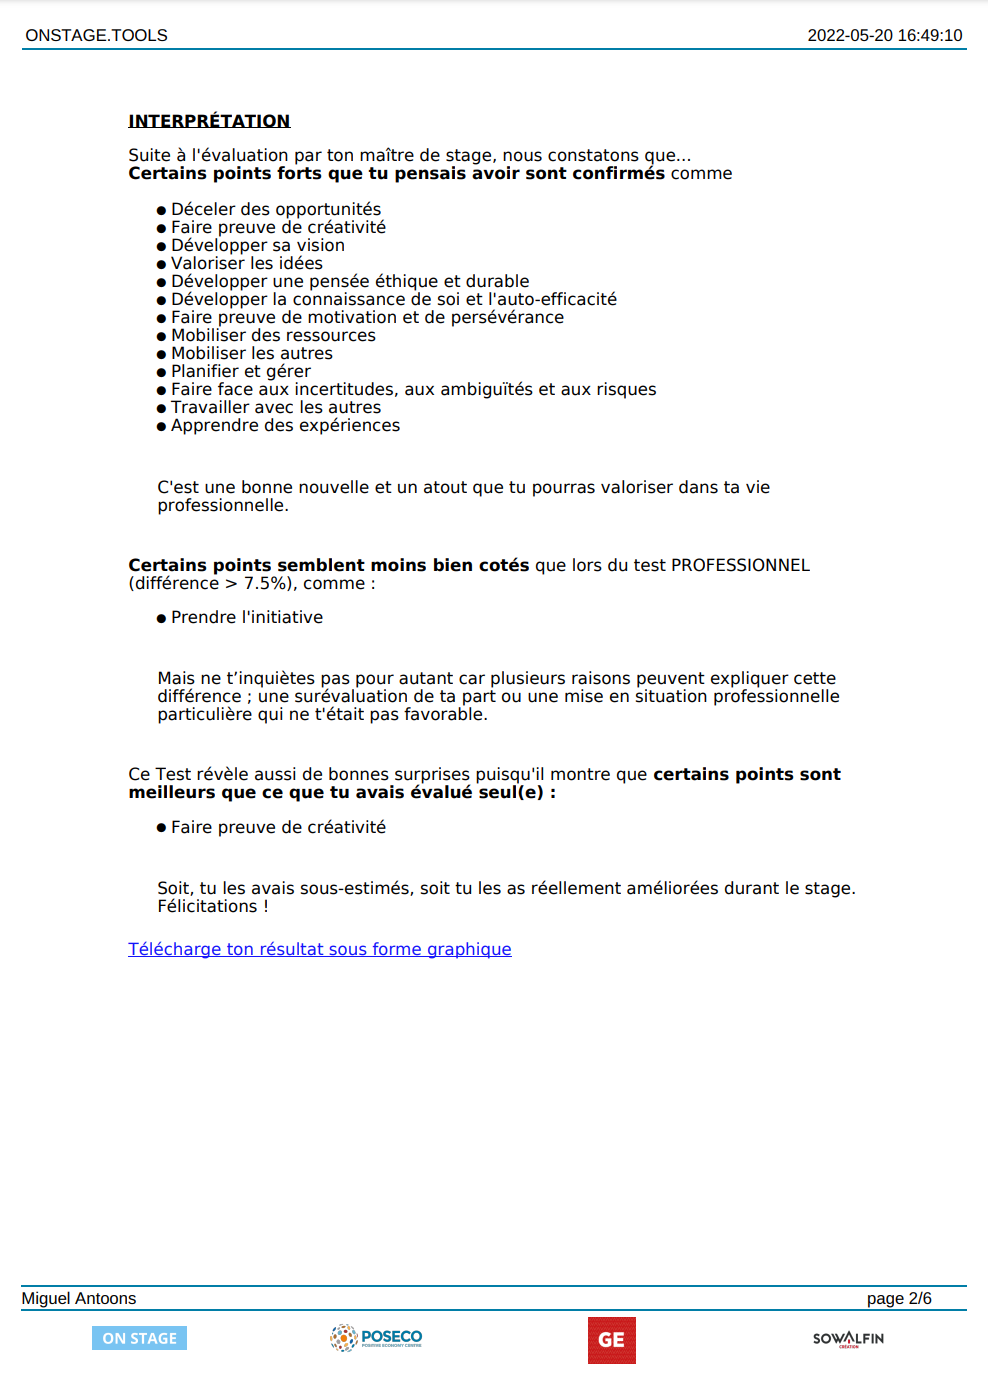 ONSTAGE.TOOLS 2022-05-20 16:49:10
INTERPRÉTATION
Suite à l'évaluation par ton maître de stage, nous constatons que...
Certains points forts que tu pensais avoir sont confirmés comme
● Déceler des opportunités
● Faire preuve de créativité
● Développer sa vision
● Valoriser les idées
● Développer une pensée éthique et durable
● Développer la connaissance de soi et l'auto-efficacité
● Faire preuve de motivation et de persévérance
● Mobiliser des ressources
● Mobiliser les autres
● Planifier et gérer
● Faire face aux incertitudes, aux ambiguïtés et aux risques
● Travailler avec les autres
● Apprendre des expériences
C'est une bonne nouvelle et un atout que tu pourras valoriser dans ta vie
professionnelle.
Certains points semblent moins bien cotés que lors du test PROFESSIONNEL
(différence > 7.5%), comme :
● Prendre l'initiative
Mais ne t’inquiètes pas pour autant car plusieurs raisons peuvent expliquer cette
différence ; une surévaluation de ta part ou une mise en situation professionnelle
particulière qui ne t'était pas favorable.
Ce Test révèle aussi de bonnes surprises puisqu'il montre que certains points sont
meilleurs que ce que tu avais évalué seul(e) :
● Faire preuve de créativité
Soit, tu les avais sous-estimés, soit tu les as réellement améliorées durant le stage.
Félicitations !
Télécharge ton résultat sous forme graphique
Miguel Antoons page 2/6
ON STAGE
POSECO
POSITIVE ECONOMY CENTRE
GE
SOWALFIN
CRÉATION